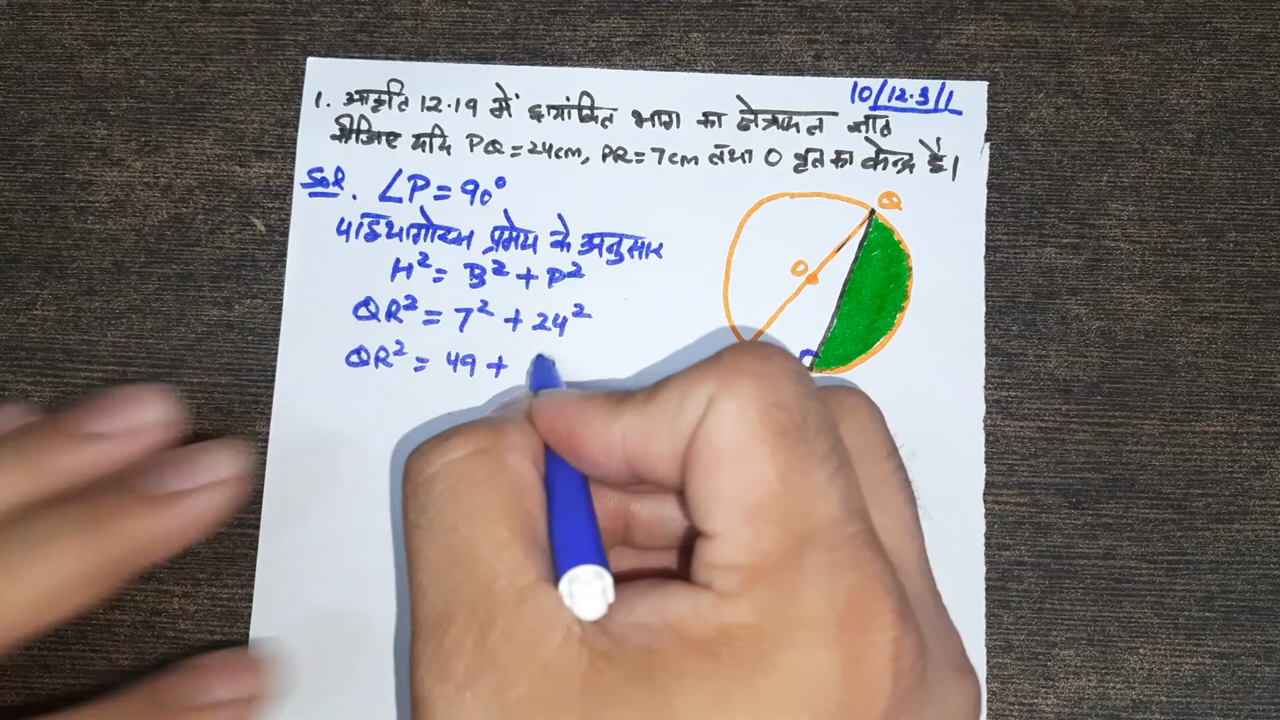 10/12.3/1
1. आकृति 12.19 में छायांकित भाग का क्षेत्रफल ज्ञात
कीजिए यदि PQ=24cm, PR=7cm तथा O वृत का केन्द्र है।
Sol. ∠P=90°
पाइथागोरस प्रमेय के अनुसार
H²=B²+P²
QR²=7²+24²
QR²=49+
Q
O